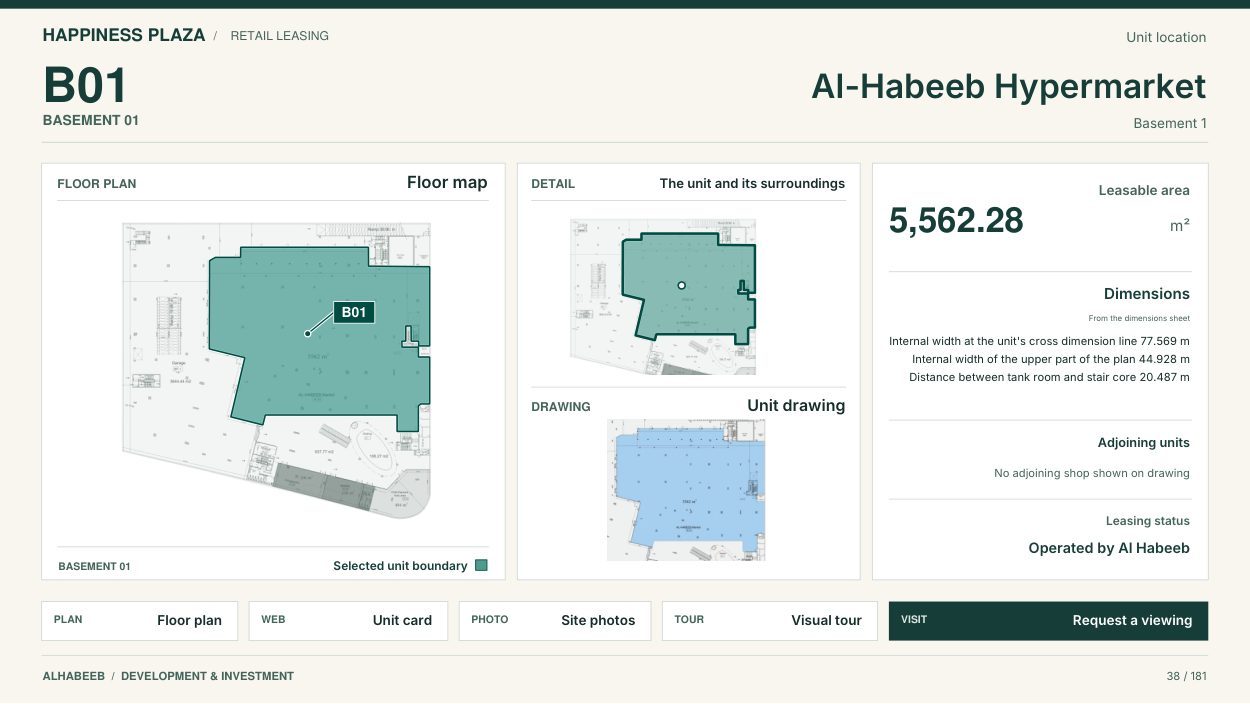 HAPPINESS PLAZA / RETAIL LEASING
Unit location
B01
Al-Habeeb Hypermarket
BASEMENT 01
Basement 1
FLOOR PLAN
Floor map
B01
BASEMENT 01
Selected unit boundary
DETAIL
The unit and its surroundings
DRAWING
Unit drawing
Leasable area
5,562.28 m²
Dimensions
From the dimensions sheet
Internal width at the unit's cross dimension line 77.569 m
Internal width of the upper part of the plan 44.928 m
Distance between tank room and stair core 20.487 m
Adjoining units
No adjoining shop shown on drawing
Leasing status
Operated by Al Habeeb
PLAN Floor plan
WEB Unit card
PHOTO Site photos
TOUR Visual tour
VISIT Request a viewing
ALHABEEB / DEVELOPMENT & INVESTMENT
38 / 181